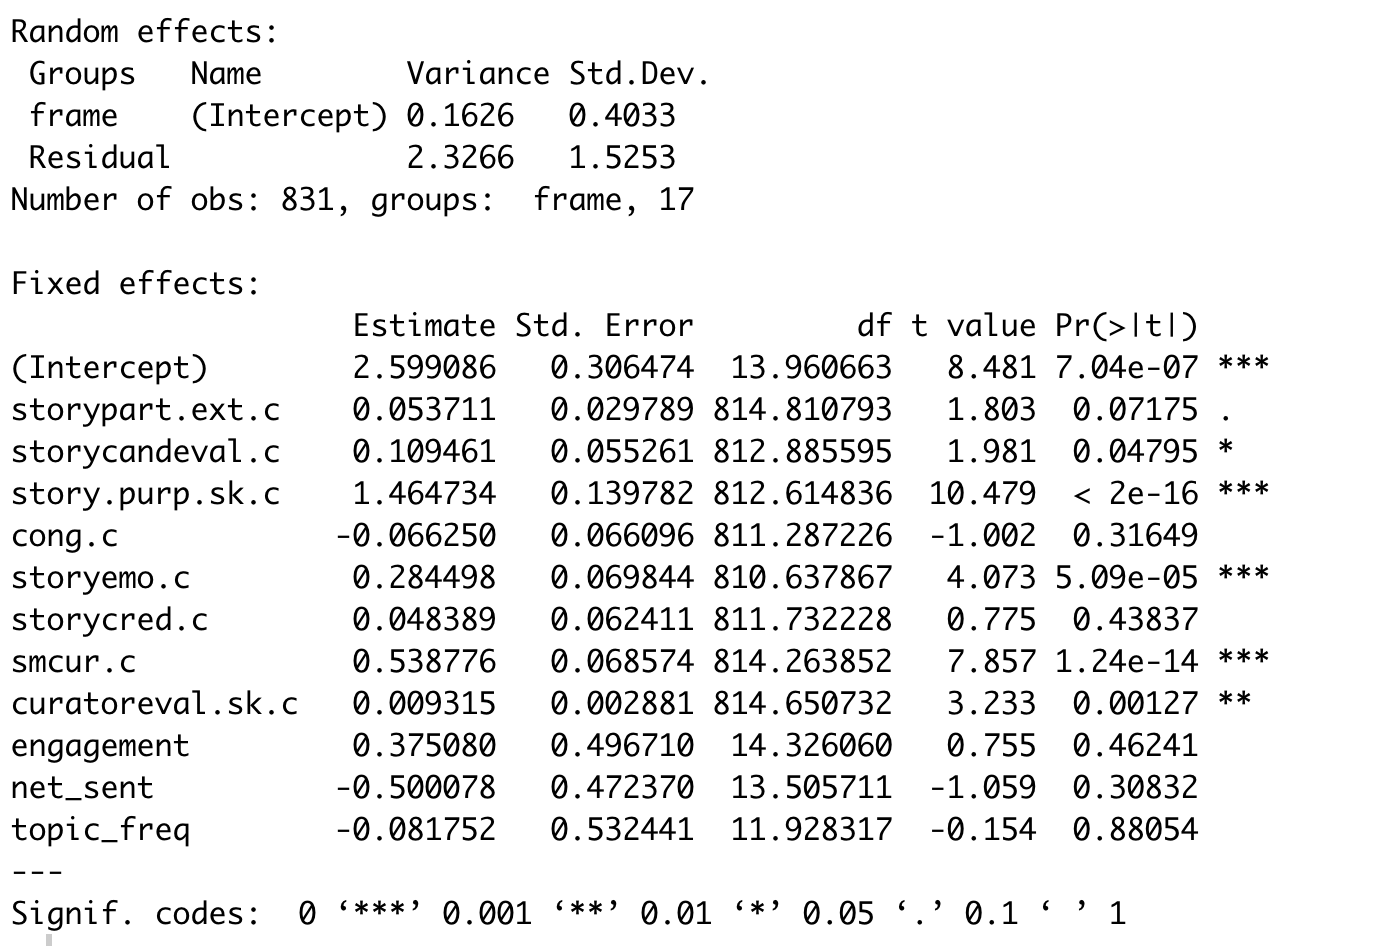 Random effects:
 Groups   Name        Variance Std.Dev.
 frame    (Intercept) 0.1626   0.4033
 Residual             2.3266   1.5253
Number of obs: 831, groups:  frame, 17

Fixed effects:
                   Estimate Std. Error         df t value Pr(>|t|)
(Intercept)        2.599086   0.306474  13.960663   8.481 7.04e-07 ***
storypart.ext.c    0.053711   0.029789 814.810793   1.803  0.07175 .
storycandeval.c    0.109461   0.055261 812.885595   1.981  0.04795 *
story.purp.sk.c    1.464734   0.139782 812.614836  10.479  < 2e-16 ***
cong.c            -0.066250   0.066096 811.287226  -1.002  0.31649
storyemo.c         0.284498   0.069844 810.637867   4.073 5.09e-05 ***
storycred.c        0.048389   0.062411 811.732228   0.775  0.43837
smcur.c            0.538776   0.068574 814.263852   7.857 1.24e-14 ***
curatoreval.sk.c   0.009315   0.002881 814.650732   3.233  0.00127 **
engagement         0.375080   0.496710  14.326060   0.755  0.46241
net_sent          -0.500078   0.472370  13.505711  -1.059  0.30832
topic_freq        -0.081752   0.532441  11.928317  -0.154  0.88054
---
Signif. codes:  0 ‘***’ 0.001 ‘**’ 0.01 ‘*’ 0.05 ‘.’ 0.1 ‘ ’ 1